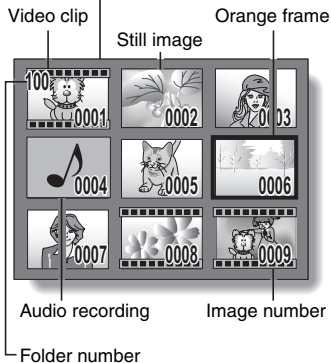 Video clip
Orange frame
Still image
100
0001
0002
0003
0004
0005
0006
0007
0008
0009
Audio recording
Image number
Folder number